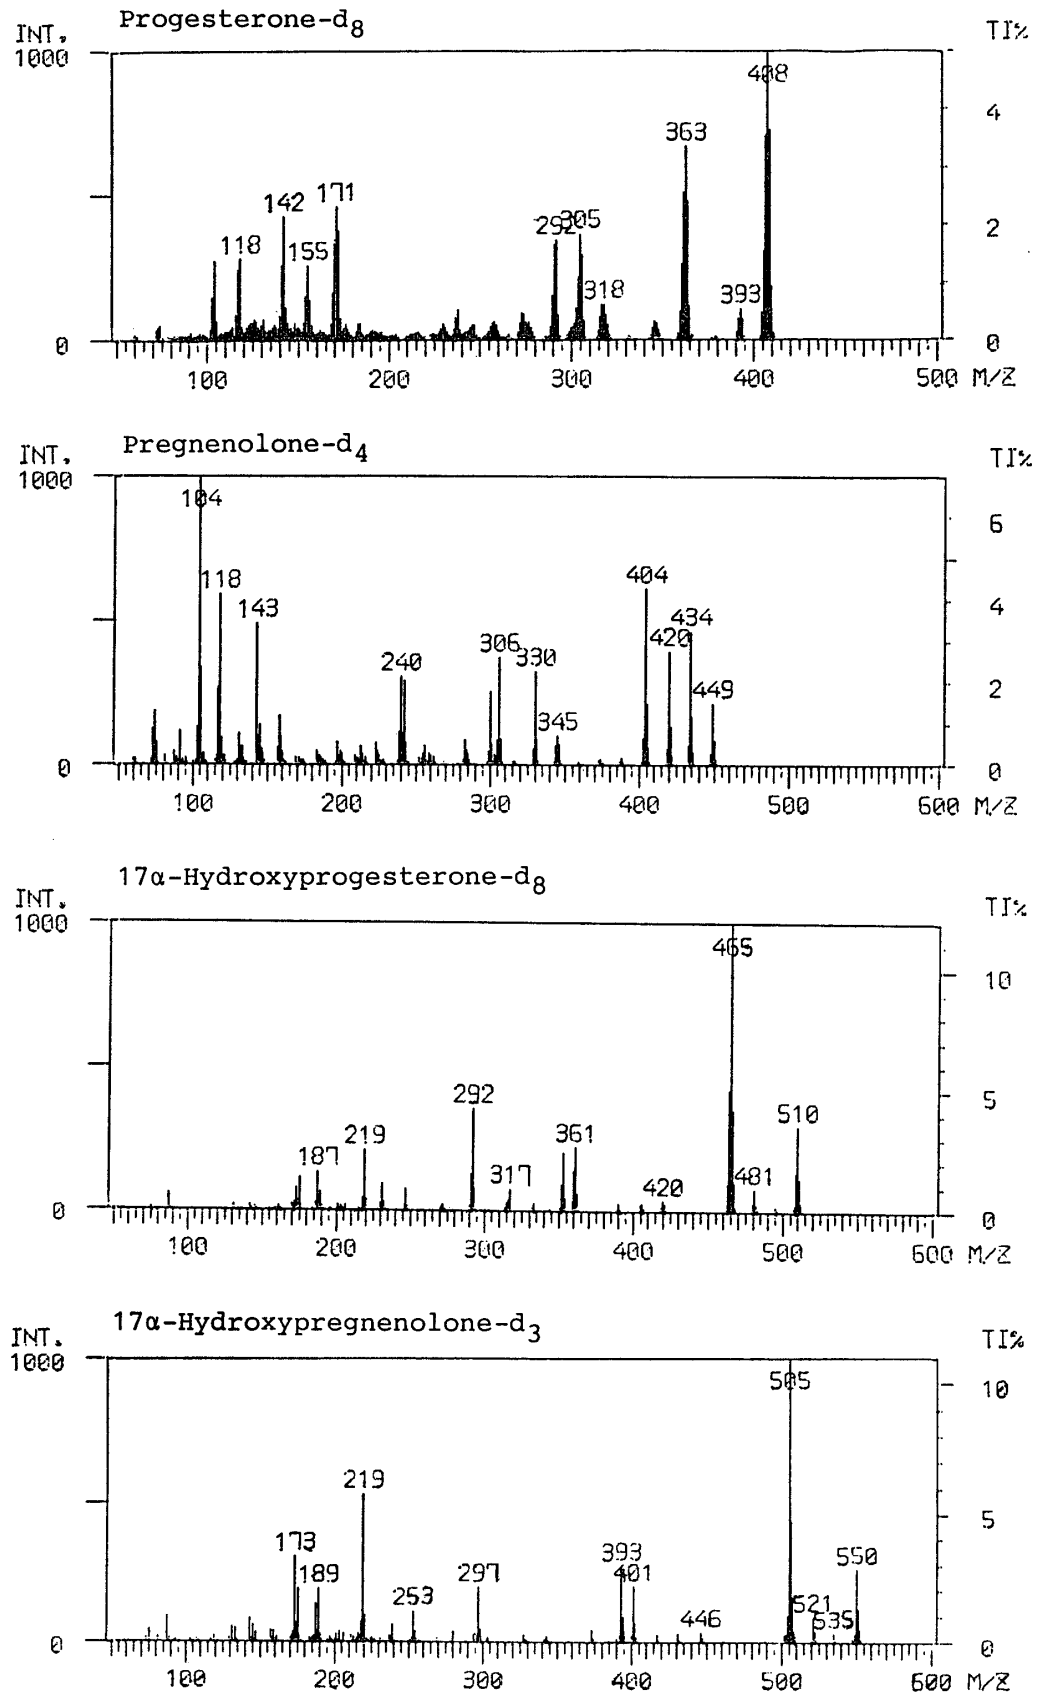 Progesterone-d8
INT. TI%
1000
408
4
363
171
142
292 305 2
118 155
318 393
0 0
100 200 300 400 500 M/Z
Pregnenolone-d4
INT. TI%
1000
104
6
118 404
143 434 4
306 420
240 330
449 2
345
0 0
100 200 300 400 500 600 M/Z
17α-Hydroxyprogesterone-d8
INT. TI%
1000
465
10
292 510 5
219 361
187 317 481
420
0 0
100 200 300 400 500 600 M/Z
17α-Hydroxypregnenolone-d3
INT. TI%
1000
505 10
219
5
173 393 550
189 297 401
253 521
446 535
0 0
100 200 300 400 500 600 M/Z